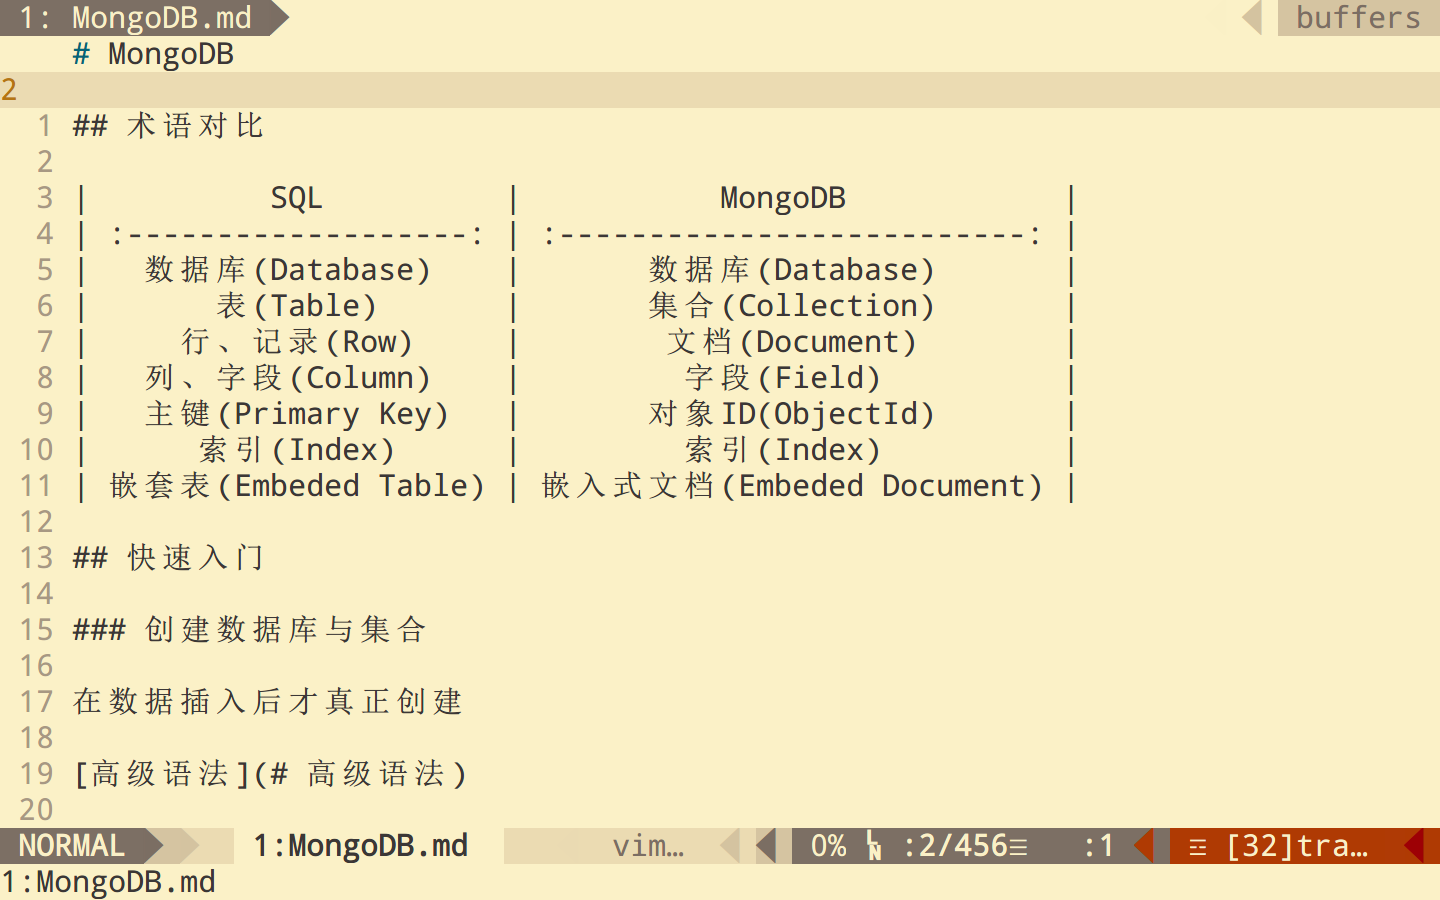 1: MongoDB.md buffers
# MongoDB
2
1 ## 术语对比
2
3 | SQL | MongoDB |
4 | :-------------------: | :--------------------------: |
5 | 数据库(Database) | 数据库(Database) |
6 | 表(Table) | 集合(Collection) |
7 | 行、记录(Row) | 文档(Document) |
8 | 列、字段(Column) | 字段(Field) |
9 | 主键(Primary Key) | 对象ID(ObjectId) |
10 | 索引(Index) | 索引(Index) |
11 | 嵌套表(Embeded Table) | 嵌入式文档(Embeded Document) |
12
13 ## 快速入门
14
15 ### 创建数据库与集合
16
17 在数据插入后才真正创建
18
19 [高级语法](# 高级语法)
20
NORMAL 1:MongoDB.md vim… 0% LN :2/456☰ :1 ☲ [32]tra…
1:MongoDB.md